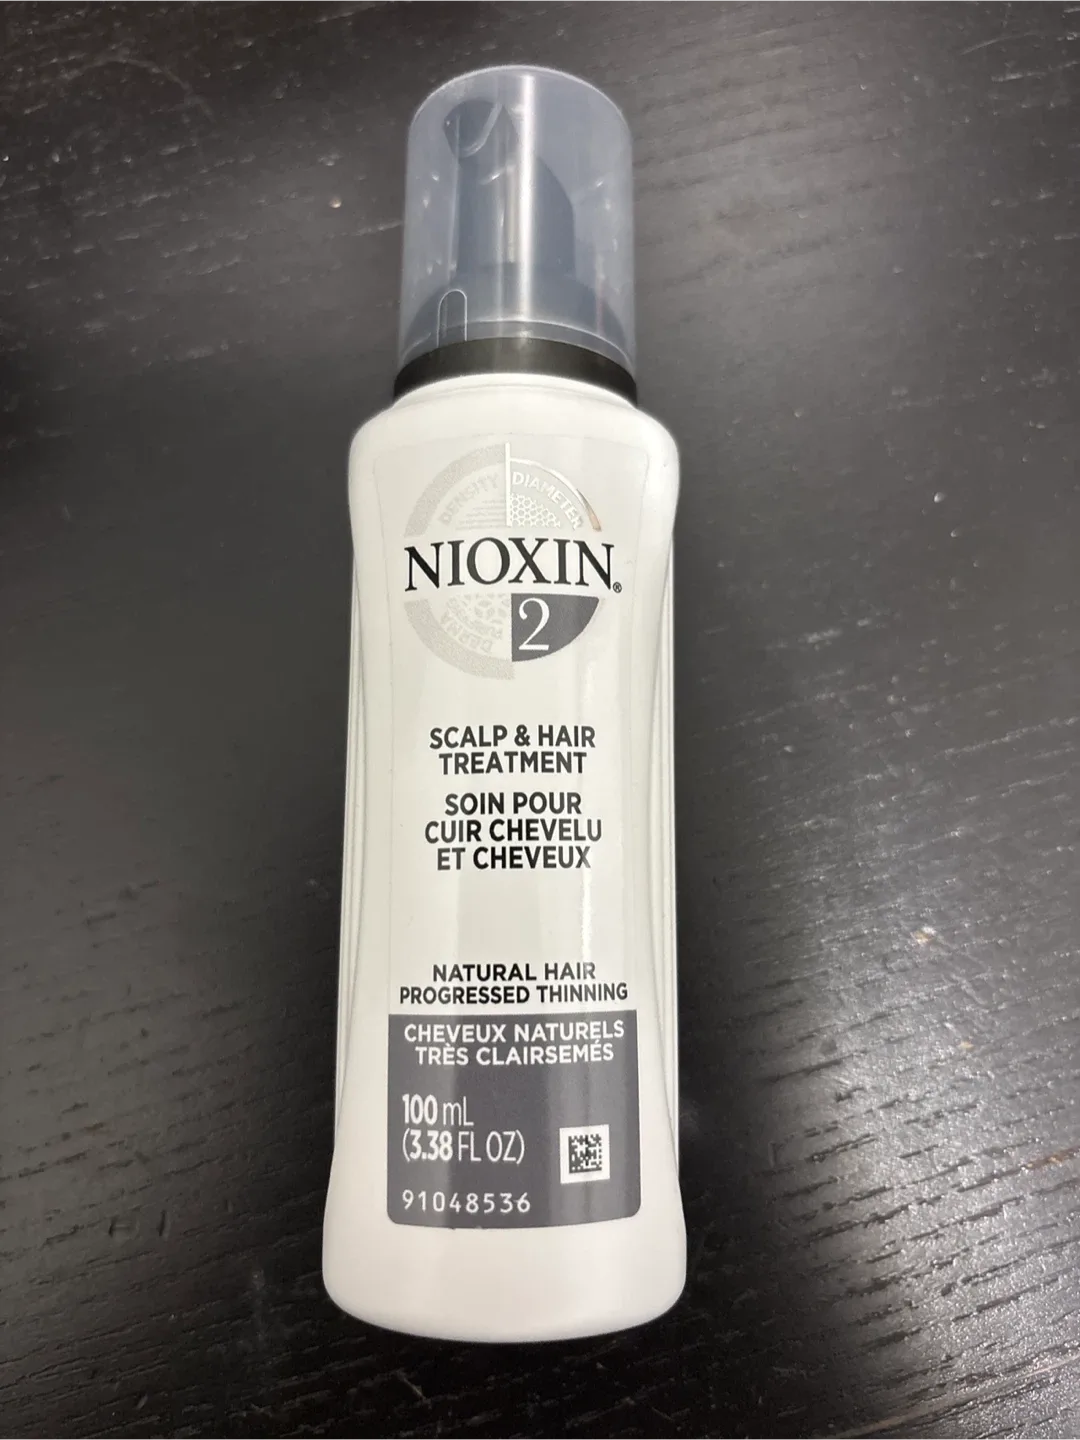 DENSITY DIAMETER
NIOXIN®
2
DERMA
SCALP & HAIR
TREATMENT
SOIN POUR
CUIR CHEVELU
ET CHEVEUX
NATURAL HAIR
PROGRESSED THINNING
CHEVEUX NATURELS
TRÈS CLAIRSEMÉS
100 mL
(3.38 FL OZ)
91048536